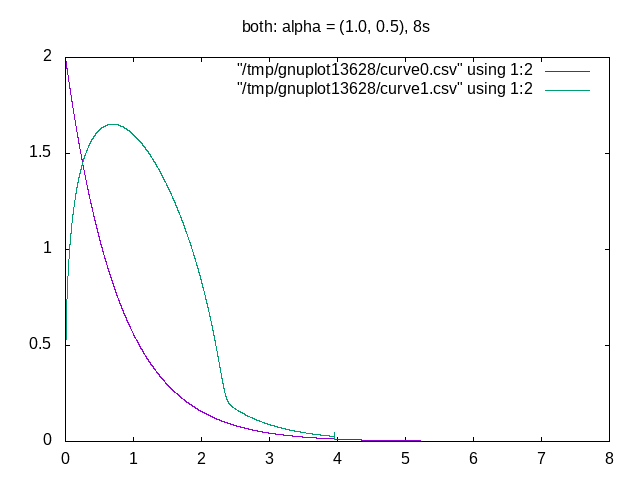 both: alpha = (1.0, 0.5), 8s
"/tmp/gnuplot13628/curve0.csv" using 1:2
"/tmp/gnuplot13628/curve1.csv" using 1:2
2
1.5
1
0.5
0
0 1 2 3 4 5 6 7 8